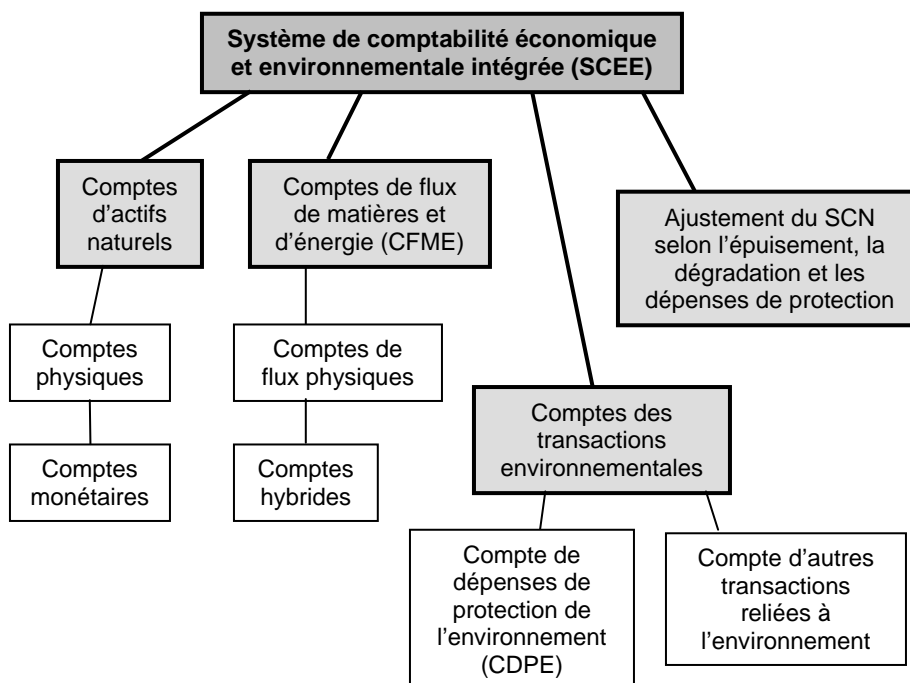 Système de comptabilité économique
et environnementale intégrée (SCEE)
Comptes
d'actifs
naturels
Comptes de flux
de matières et
d'énergie (CFME)
Ajustement du SCN
selon l'épuisement, la
dégradation et les
dépenses de protection
Comptes
physiques
Comptes de
flux physiques
Comptes des
transactions
environnementales
Comptes
monétaires
Comptes
hybrides
Compte de
dépenses de
protection de
l'environnement
(CDPE)
Compte d'autres
transactions
reliées à
l'environnement